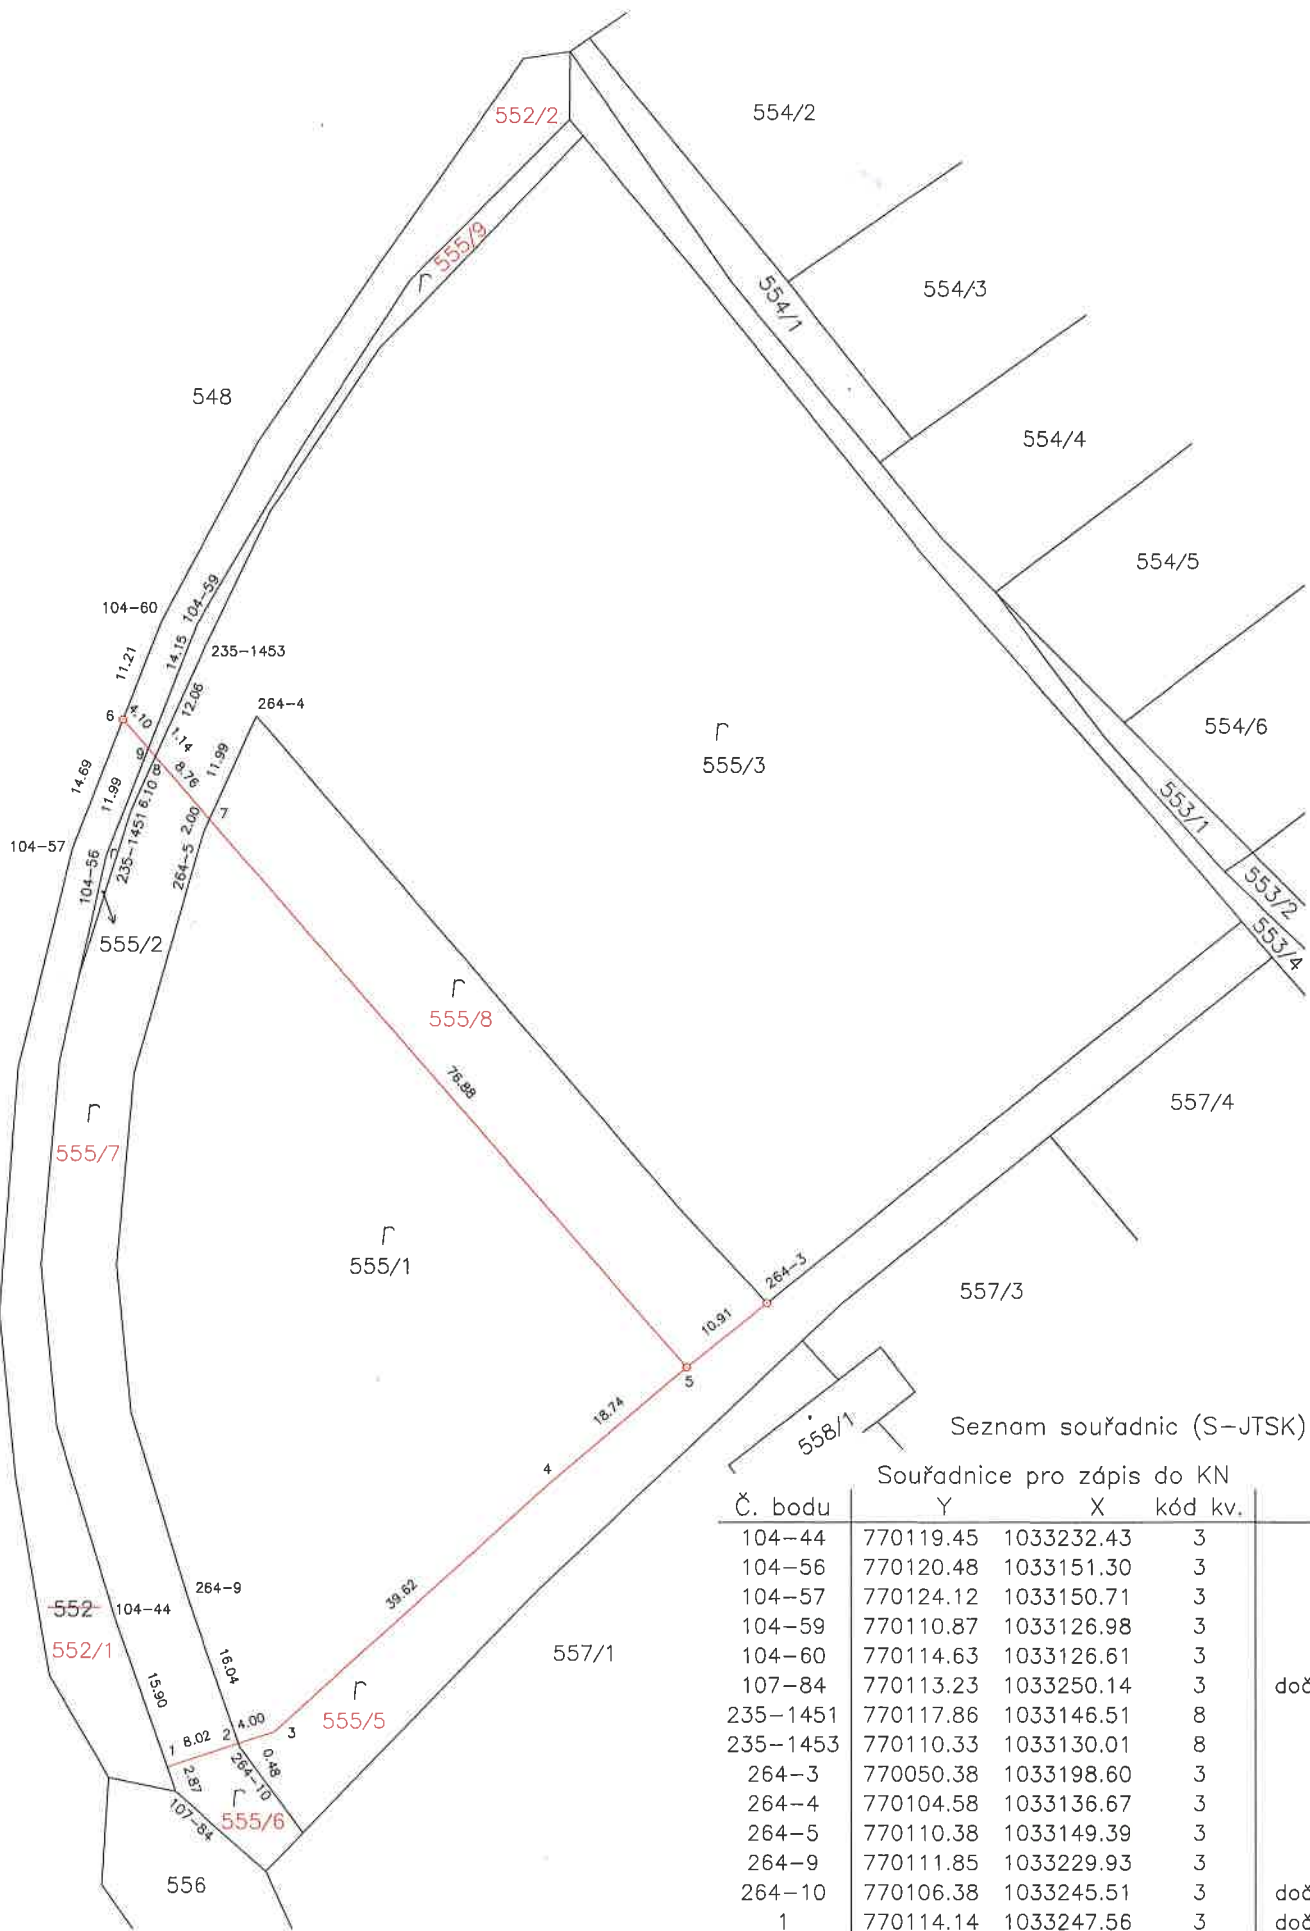 552/2
554/2
r 555/9
554/1
554/3
548
554/4
554/5
104-60
104-59
14.15
11.21
235-1453
12.06
6
4.10
264-4
1.14
11.99
r
555/3
554/6
9
8
8.76
14.69
11.99
6.10
2.00
7
553/1
104-57
104-56
235-1451
264-5
n
553/2
555/2
553/4
r
555/8
76.88
557/4
r
555/7
r
555/1
264-3
557/3
10.91
5
18.74
558/1
4
Seznam souřadnic (S-JTSK)
Souřadnice pro zápis do KN
Č. bodu Y X kód kv.
104-44 770119.45 1033232.43 3
104-56 770120.48 1033151.30 3
104-57 770124.12 1033150.71 3
104-59 770110.87 1033126.98 3
104-60 770114.63 1033126.61 3
107-84 770113.23 1033250.14 3 doč
235-1451 770117.86 1033146.51 8
235-1453 770110.33 1033130.01 8
264-3 770050.38 1033198.60 3
264-4 770104.58 1033136.67 3
264-5 770110.38 1033149.39 3
264-9 770111.85 1033229.93 3
264-10 770106.38 1033245.51 3 doč
1 770114.14 1033247.56 3 doč
264-9
552
104-44
39.62
552/1
557/1
16.04
15.90
r
555/5
4.00
3
2
8.02
1
0.48
264-10
2.87
r
555/6
107-84
556